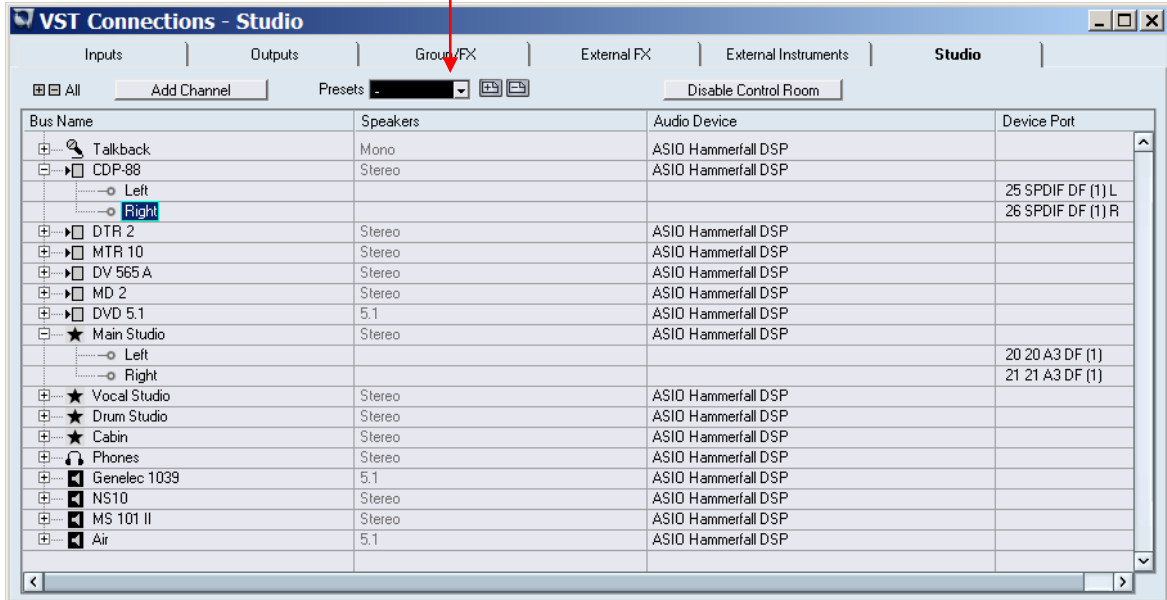 VST Connections - Studio
Inputs Outputs Group/FX External FX External Instruments Studio
All Add Channel Presets - Disable Control Room
Bus Name Speakers Audio Device Device Port
Talkback Mono ASIO Hammerfall DSP
CDP-88 Stereo ASIO Hammerfall DSP
Left 25 SPDIF DF (1) L
Right 26 SPDIF DF (1) R
DTR 2 Stereo ASIO Hammerfall DSP
MTR 10 Stereo ASIO Hammerfall DSP
DV 565 A Stereo ASIO Hammerfall DSP
MD 2 Stereo ASIO Hammerfall DSP
DVD 5.1 5.1 ASIO Hammerfall DSP
Main Studio Stereo ASIO Hammerfall DSP
Left 20 20 A3 DF (1)
Right 21 21 A3 DF (1)
Vocal Studio Stereo ASIO Hammerfall DSP
Drum Studio Stereo ASIO Hammerfall DSP
Cabin Stereo ASIO Hammerfall DSP
Phones Stereo ASIO Hammerfall DSP
Genelec 1039 5.1 ASIO Hammerfall DSP
NS10 Stereo ASIO Hammerfall DSP
MS 101 II Stereo ASIO Hammerfall DSP
Air 5.1 ASIO Hammerfall DSP